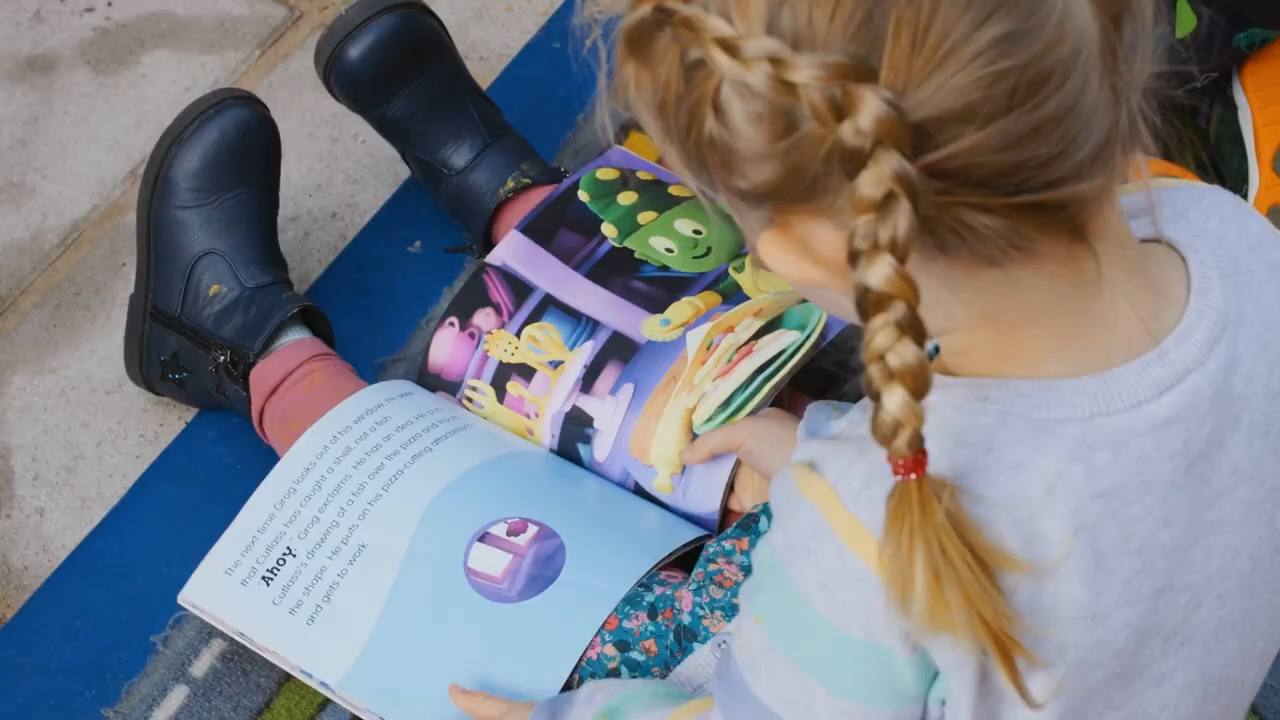 The next time Grog looks out of his window, he sees
that Cutlass has caught a shell, not a fish.
"Ahoy" Grog exclaims. He has an idea. He puts
Cutlass's drawing of a fish over the pizza and traces
the shape. He puts on his pizza-cutting attachment
and gets to work.